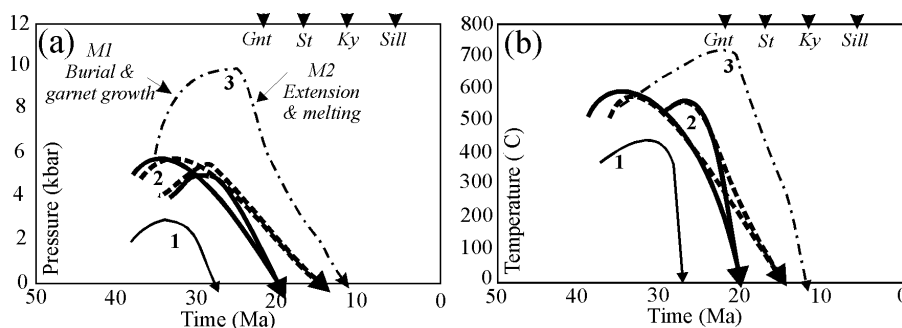 12
10
8
6
4
2
0
Pressure (kbar)
(a)
Gnt St Ky Sill
M1
Burial &
garnet growth
M2
Extension
& melting
3
2
1
50 40 30 20 10 0
Time (Ma)
800
700
600
500
400
300
200
100
0
Temperature ( C)
(b)
Gnt St Ky Sill
3
2
1
50 40 30 20 10 0
Time (Ma)